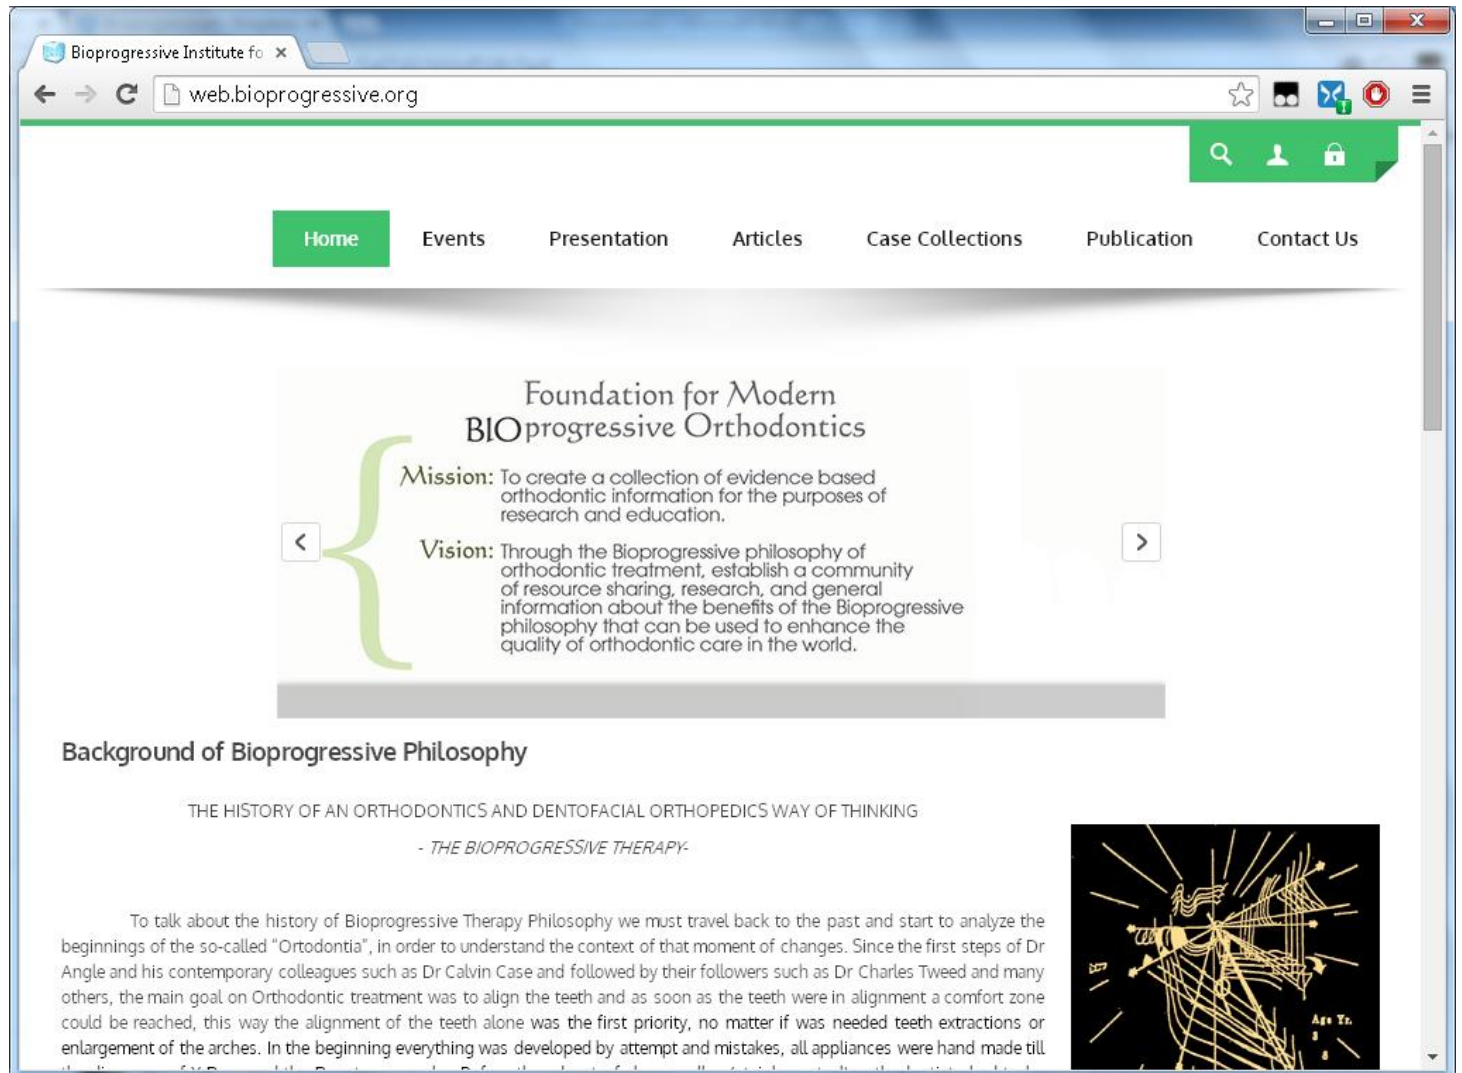 Bioprogressive Institute fo
web.bioprogressive.org
Home Events Presentation Articles Case Collections Publication Contact Us
Foundation for Modern
BIOprogressive Orthodontics
Mission: To create a collection of evidence based
orthodontic information for the purposes of
research and education.
Vision: Through the Bioprogressive philosophy of
orthodontic treatment, establish a community
of resource sharing, research, and general
information about the benefits of the Bioprogressive
philosophy that can be used to enhance the
quality of orthodontic care in the world.
Background of Bioprogressive Philosophy
THE HISTORY OF AN ORTHODONTICS AND DENTOFACIAL ORTHOPEDICS WAY OF THINKING
- THE BIOPROGRESSIVE THERAPY-
To talk about the history of Bioprogressive Therapy Philosophy we must travel back to the past and start to analyze the
beginnings of the so-called "Ortodontia", in order to understand the context of that moment of changes. Since the first steps of Dr
Angle and his contemporary colleagues such as Dr Calvin Case and followed by their followers such as Dr Charles Tweed and many
others, the main goal on Orthodontic treatment was to align the teeth and as soon as the teeth were in alignment a comfort zone
could be reached, this way the alignment of the teeth alone was the first priority, no matter if was needed teeth extractions or
enlargement of the arches. In the beginning everything was developed by attempt and mistakes, all appliances were hand made till
Age Yr.
3
8